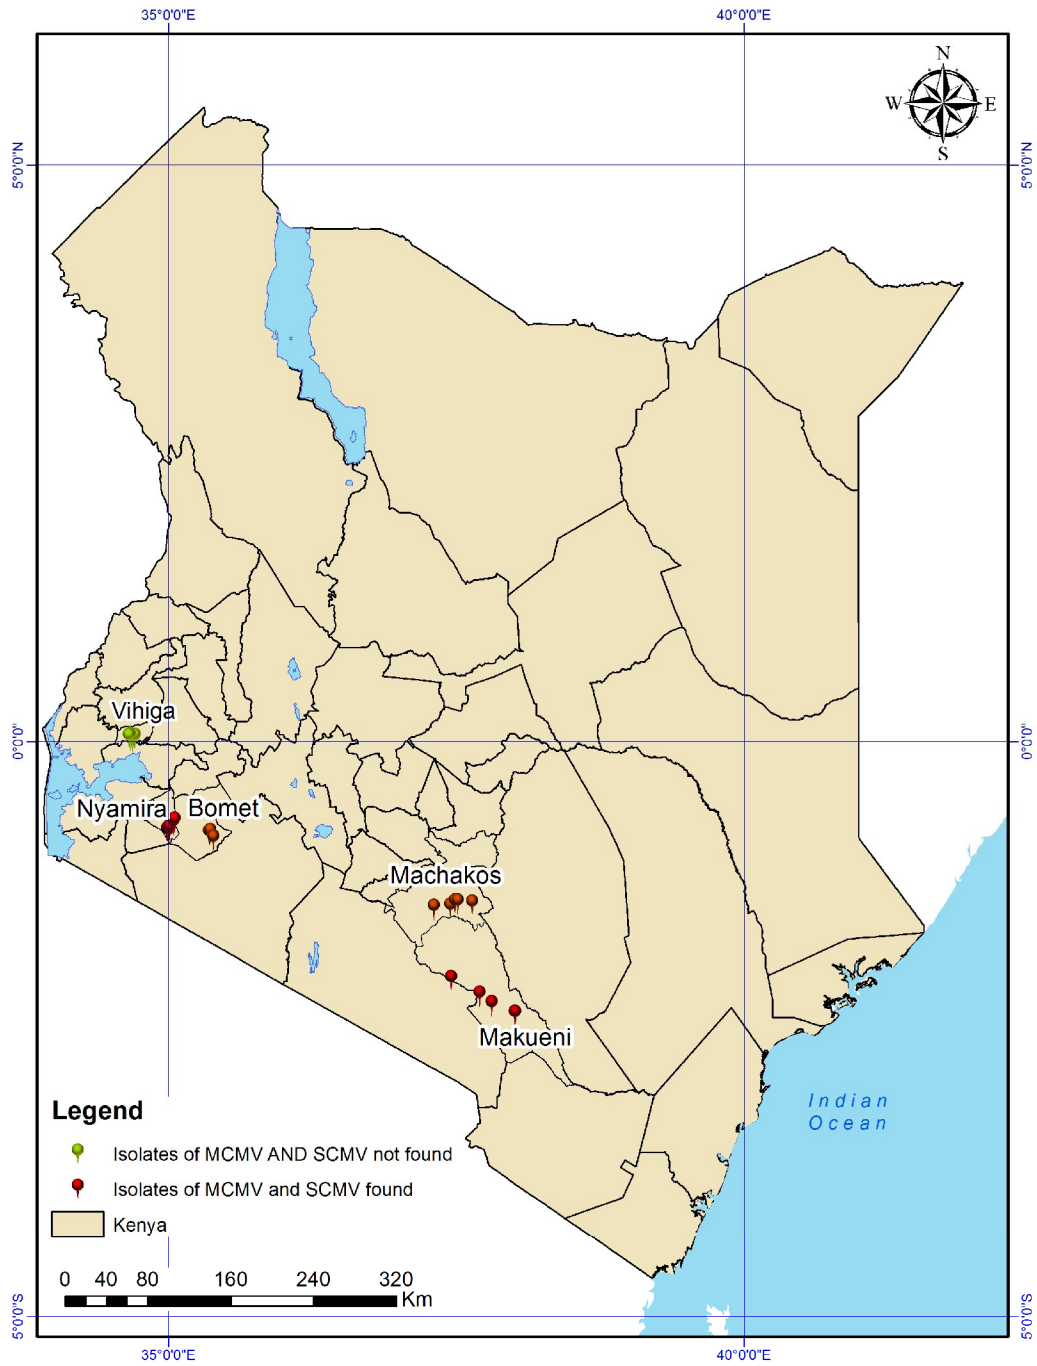 35°0'0"E 40°0'0"E
N
W E
S
5°0'0"N 5°0'0"N
Vihiga
0°0'0" 0°0'0"
Nyamira Bomet
Machakos
Makueni
Indian
Ocean
Legend
Isolates of MCMV AND SCMV not found
Isolates of MCMV and SCMV found
Kenya
0 40 80 160 240 320
Km
5°0'0"S 5°0'0"S
35°0'0"E 40°0'0"E